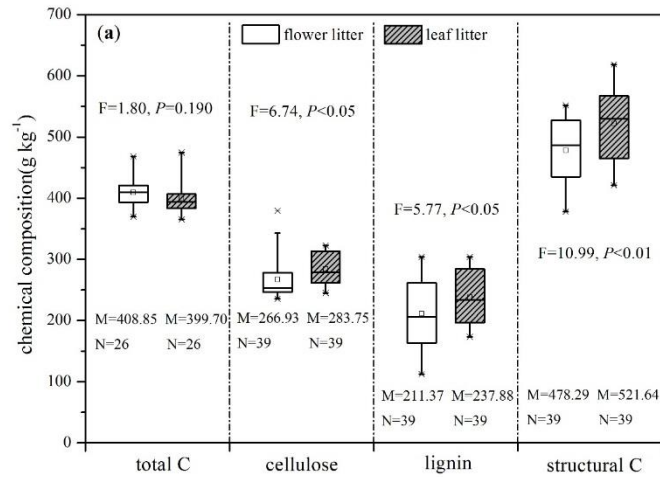 700
600
500
400
300
200
100
0
chemical composition(g kg-1)
(a)
flower litter
leaf litter
F=1.80, P=0.190
F=6.74, P<0.05
F=5.77, P<0.05
F=10.99, P<0.01
M=408.85 M=399.70 M=266.93 M=283.75
N=26 N=26 N=39 N=39
M=211.37 M=237.88 M=478.29 M=521.64
N=39 N=39 N=39 N=39
total C cellulose lignin structural C